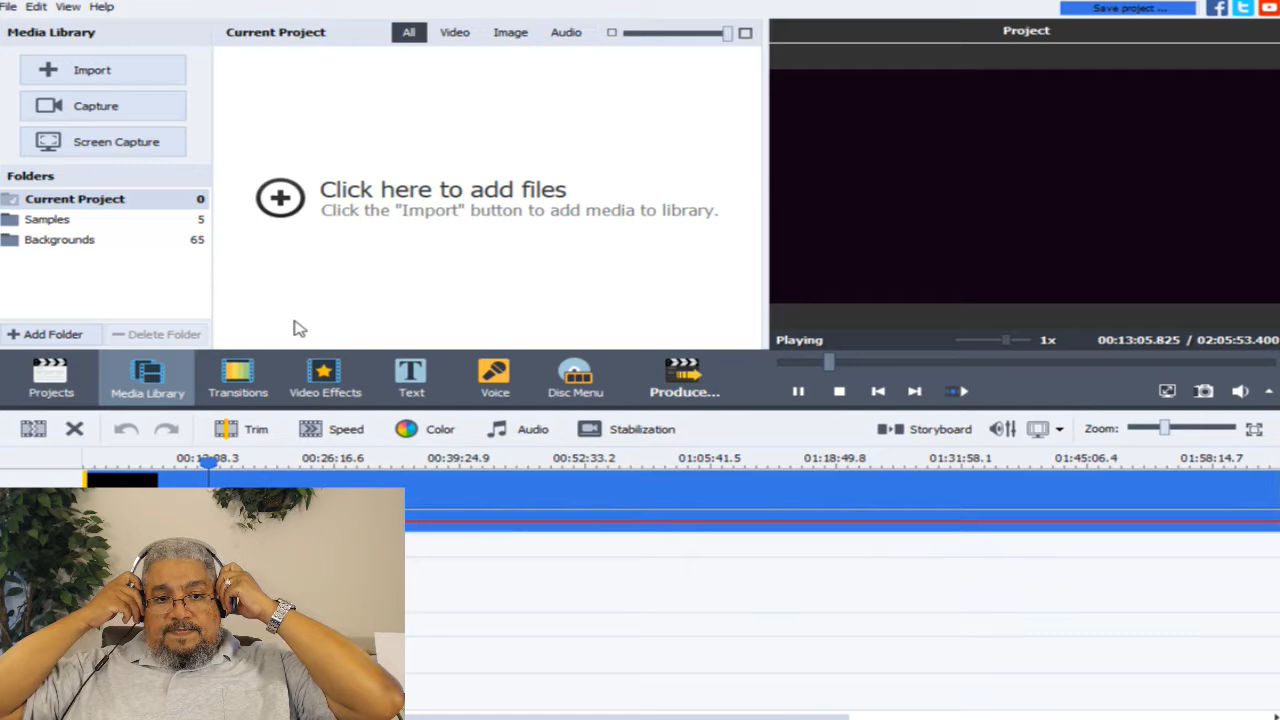 File Edit View Help
Save project ...
Media Library
Current Project All Video Image Audio
Project
Import
Capture
Screen Capture
Folders
Current Project 0
Samples 5
Backgrounds 65
Click here to add files
Click the "Import" button to add media to library.
Add Folder Delete Folder
Playing 1x 00:13:05.825 / 02:05:53.400
Projects Media Library Transitions Video Effects Text Voice Disc Menu Produce...
Trim Speed Color Audio Stabilization Storyboard Zoom:
00:26:16.6 00:39:24.9 00:52:33.2 01:05:41.5 01:18:49.8 01:31:58.1 01:45:06.4 01:58:14.7